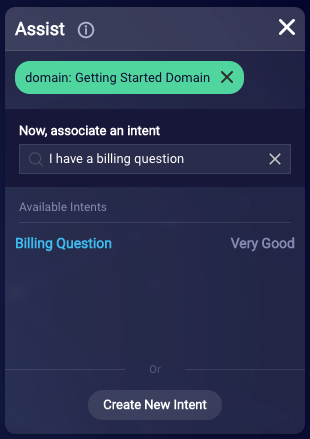 Assist
domain: Getting Started Domain
Now, associate an intent
I have a billing question
Available Intents
Billing Question Very Good
Or
Create New Intent